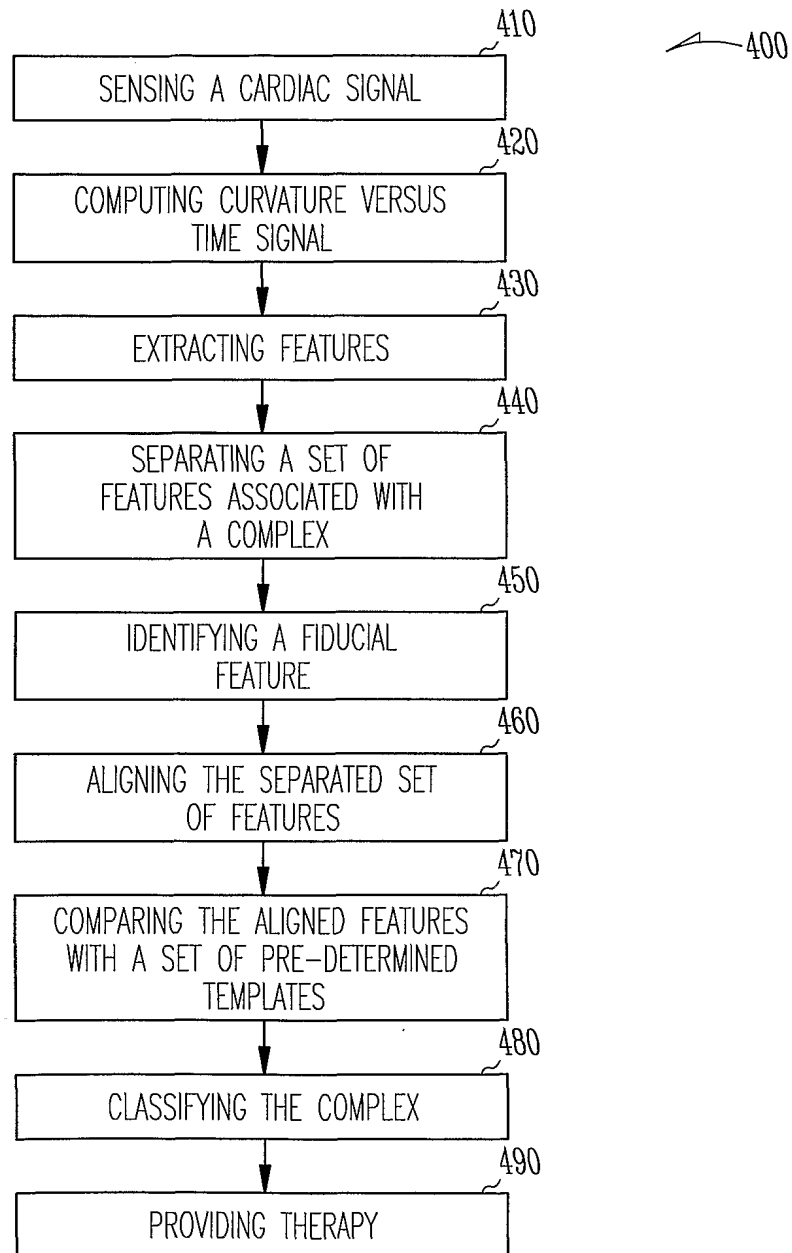 410
400
SENSING A CARDIAC SIGNAL
420
COMPUTING CURVATURE VERSUS
TIME SIGNAL
430
EXTRACTING FEATURES
440
SEPARATING A SET OF
FEATURES ASSOCIATED WITH
A COMPLEX
450
IDENTIFYING A FIDUCIAL
FEATURE
460
ALIGNING THE SEPARATED SET
OF FEATURES
470
COMPARING THE ALIGNED FEATURES
WITH A SET OF PRE-DETERMINED
TEMPLATES
480
CLASSIFYING THE COMPLEX
490
PROVIDING THERAPY